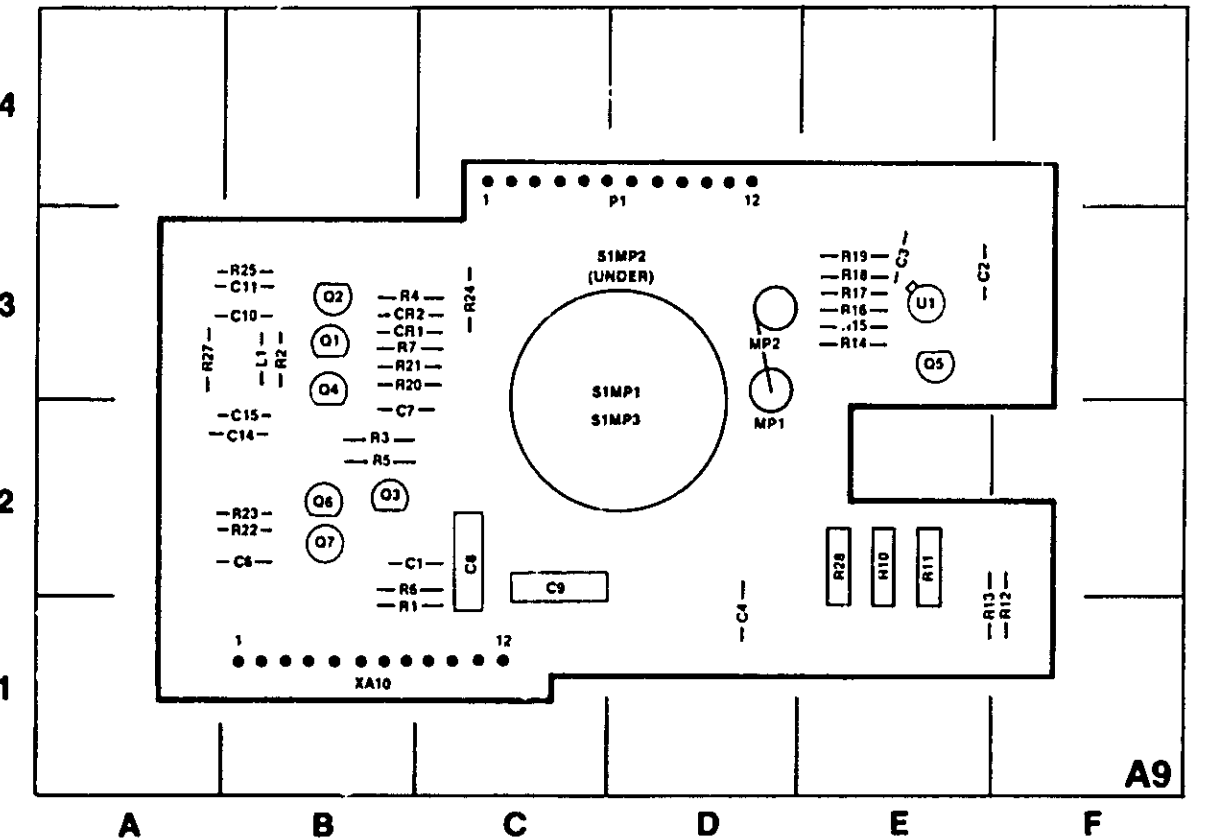 4
1
P1
12
S1MP2
(UNDER)
R19
C3
C2
R25
R18
C11
3
Q2
R4
R24
R17
U1
CR2
R16
C10
CR1
15
Q1
R7
MP2
R14
R27
L1
R2
R21
Q5
Q4
R20
S1MP1
C7
C15
S1MP3
MP1
C14
R3
R5
2
Q6
Q3
R23
R22
Q7
C6
C1
C8
R28
R10
R11
R6
C9
R1
C4
R13
R12
1
12
XA10
1
A9
A
B
C
D
E
F